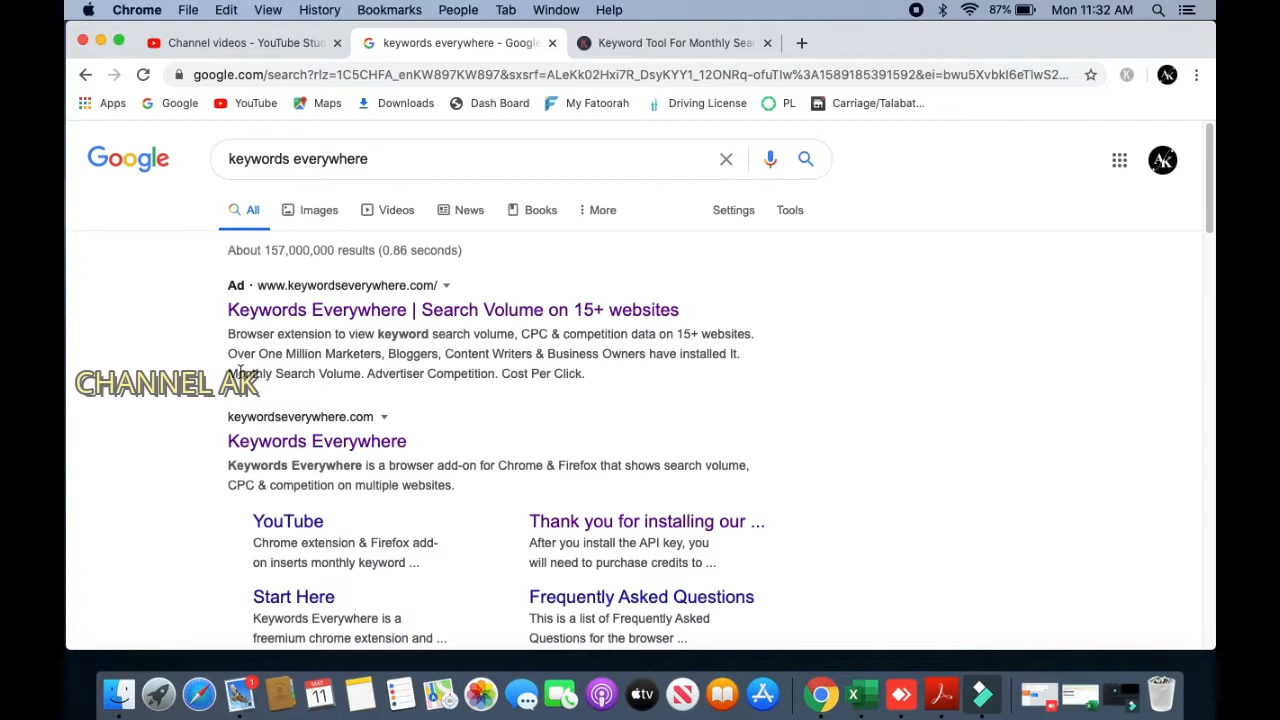 Chrome File Edit View History Bookmarks People Tab Window Help 87% Mon 11:32 AM
Channel videos - YouTube Stu
keywords everywhere - Google
Keyword Tool For Monthly Sea
google.com/search?rlz=1C5CHFA_enKW897KW897&sxsrf=ALeKk02Hxi7R_DsyKYY1_12ONRq-ofuTlw%3A1589185391592&ei=bwu5Xvbkl6eTlwS2...
Apps Google YouTube Maps Downloads Dash Board My Fatoorah Driving License PL Carriage/Talabat...
Google
keywords everywhere
AK
All Images Videos News Books More Settings Tools
About 157,000,000 results (0.86 seconds)
Ad · www.keywordseverywhere.com/
Keywords Everywhere | Search Volume on 15+ websites
Browser extension to view keyword search volume, CPC & competition data on 15+ websites.
Over One Million Marketers, Bloggers, Content Writers & Business Owners have installed It.
Monthly Search Volume. Advertiser Competition. Cost Per Click.
CHANNEL AK
keywordseverywhere.com
Keywords Everywhere
Keywords Everywhere is a browser add-on for Chrome & Firefox that shows search volume,
CPC & competition on multiple websites.
YouTube
Chrome extension & Firefox add-
on inserts monthly keyword ...
Thank you for installing our ...
After you install the API key, you
will need to purchase credits to ...
Start Here
Keywords Everywhere is a
freemium chrome extension and ...
Frequently Asked Questions
This is a list of Frequently Asked
Questions for the browser ...
1
MAY
11
tv